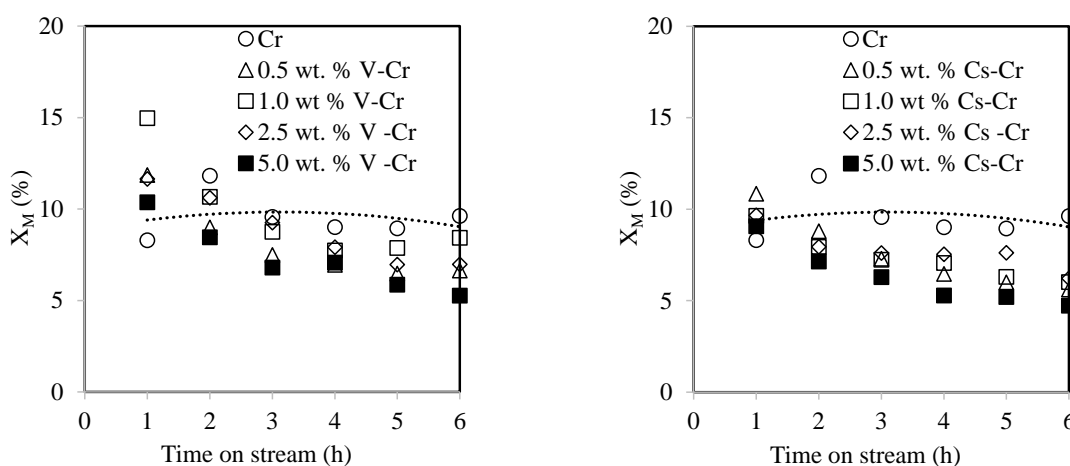 20
15
10
5
0
X_M (%)
Cr
0.5 wt. % V-Cr
1.0 wt % V-Cr
2.5 wt. % V -Cr
5.0 wt. % V -Cr
0 1 2 3 4 5 6
Time on stream (h)
20
15
10
5
0
X_M (%)
Cr
0.5 wt. % Cs-Cr
1.0 wt % Cs-Cr
2.5 wt. % Cs -Cr
5.0 wt. % Cs-Cr
0 1 2 3 4 5 6
Time on stream (h)